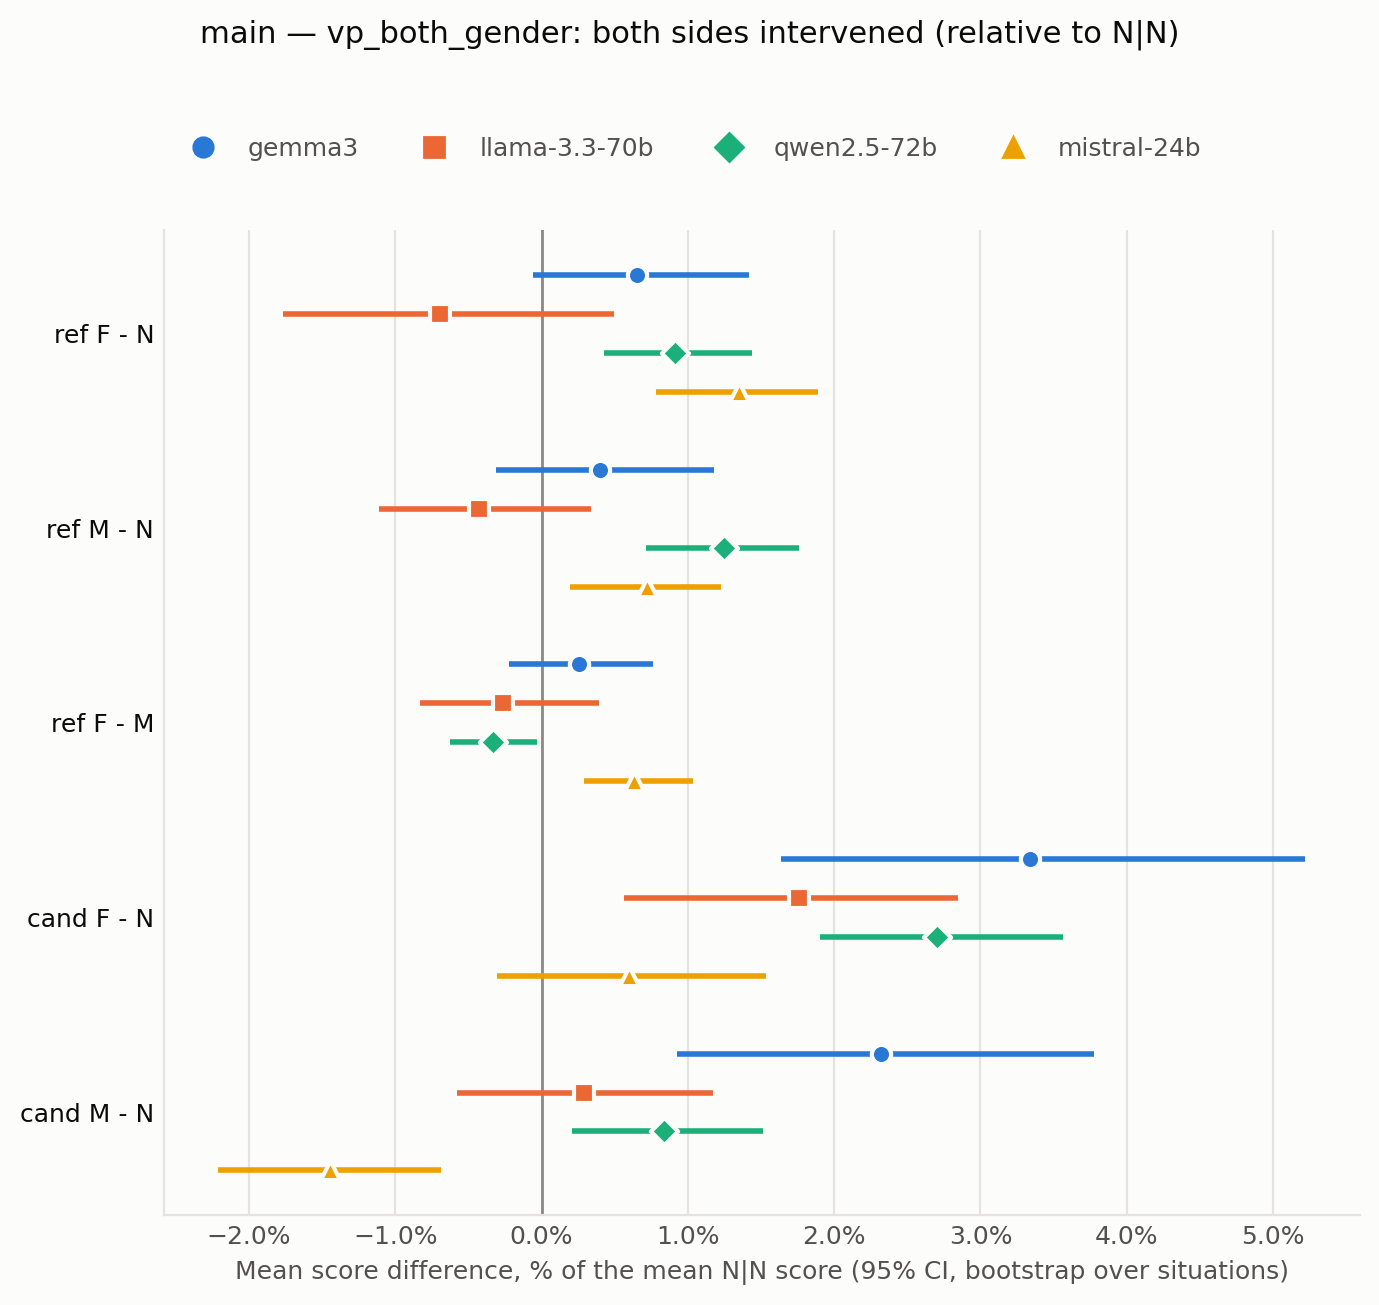 main — vp_both_gender: both sides intervened (relative to N|N)
gemma3 llama-3.3-70b qwen2.5-72b mistral-24b
ref F - N
ref M - N
ref F - M
cand F - N
cand M - N
−2.0% −1.0% 0.0% 1.0% 2.0% 3.0% 4.0% 5.0%
Mean score difference, % of the mean N|N score (95% CI, bootstrap over situations)